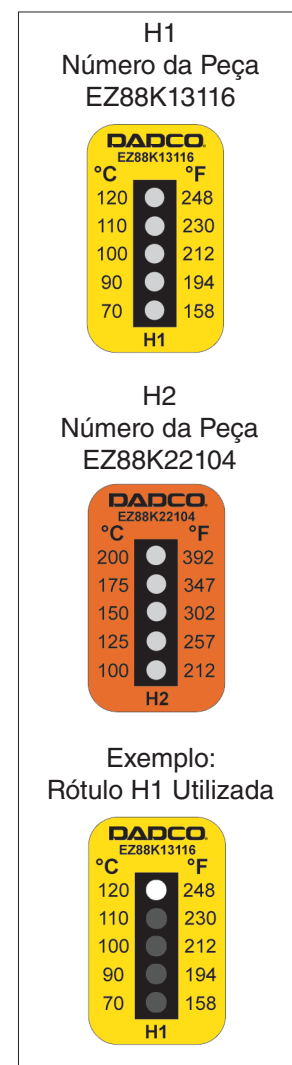 H1
Número da Peça
EZ88K13116
DADCO.
EZ88K13116
°C °F
120 248
110 230
100 212
90 194
70 158
H1
H2
Número da Peça
EZ88K22104
DADCO.
EZ88K22104
°C °F
200 392
175 347
150 302
125 257
100 212
H2
Exemplo:
Rótulo H1 Utilizada
DADCO.
EZ88K13116
°C °F
120 248
110 230
100 212
90 194
70 158
H1